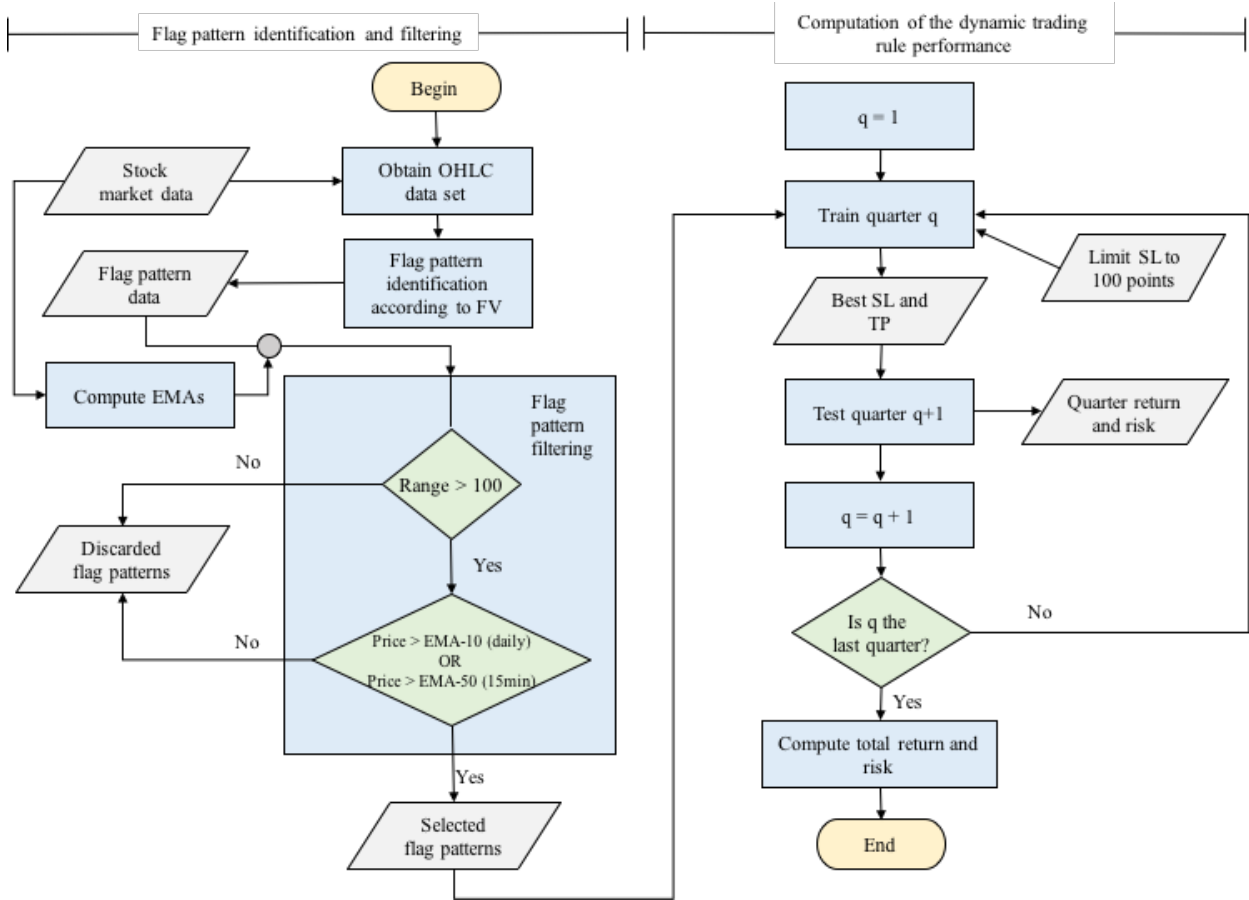 Flag pattern identification and filtering
Computation of the dynamic trading
rule performance
Begin
Stock
market data
Obtain OHLC
data set
Flag pattern
data
Flag pattern
identification
according to FV
Compute EMAs
Flag
pattern
filtering
No
Range > 100
Discarded
flag patterns
Yes
No
Price > EMA-10 (daily)
OR
Price > EMA-50 (15min)
Yes
Selected
flag patterns
q = 1
Train quarter q
Limit SL to
100 points
Best SL and
TP
Test quarter q+1
Quarter return
and risk
q = q + 1
Is q the
last quarter?
No
Yes
Compute total return and
risk
End